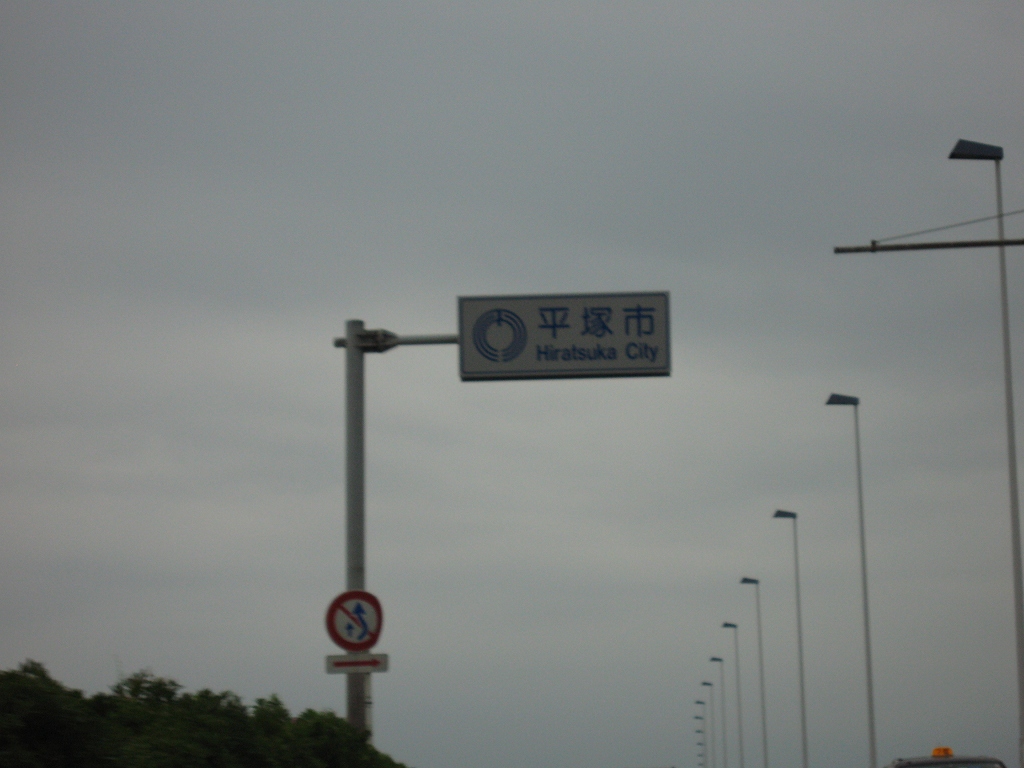 平塚市
Hiratsuka City